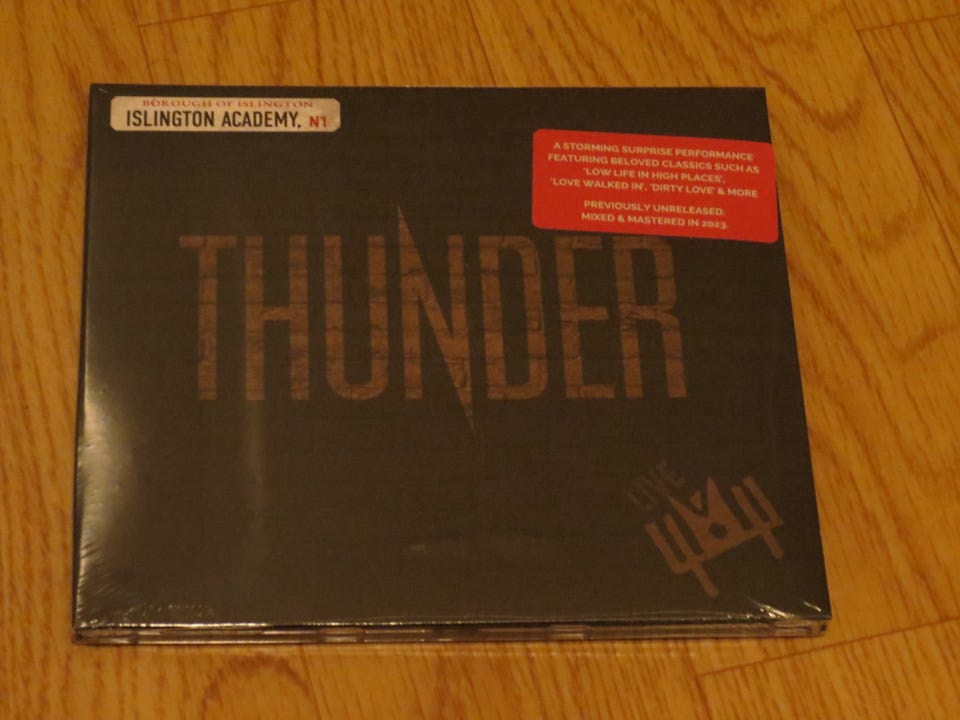 BOROUGH OF ISLINGTON
ISLINGTON ACADEMY, N1
A STORMING SURPRISE PERFORMANCE
FEATURING BELOVED CLASSICS SUCH AS
'LOW LIFE IN HIGH PLACES',
'LOVE WALKED IN', 'DIRTY LOVE' & MORE
PREVIOUSLY UNRELEASED.
MIXED & MASTERED IN 2023.
THUNDER
LIVE